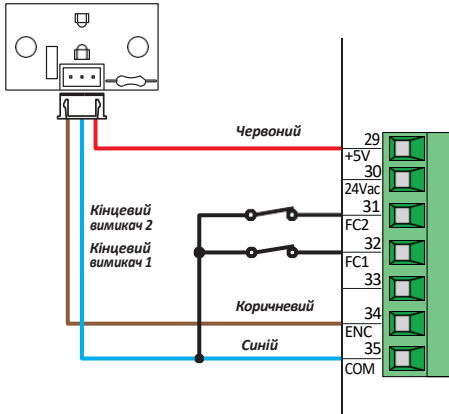 Червоний
29
+5V
30
24Vac
Кінцевий
вимикач 2
31
FC2
Кінцевий
вимикач 1
32
FC1
33
Коричневий
34
ENC
Синій
35
COM